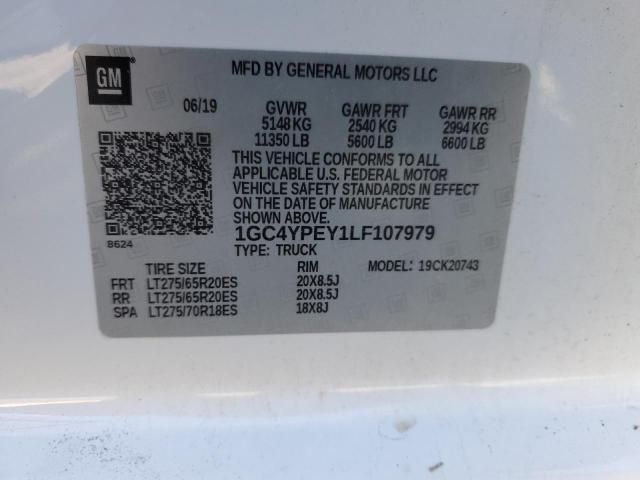 GM
MFD BY GENERAL MOTORS LLC
06/19 GVWR GAWR FRT GAWR RR
5148 KG 2540 KG 2994 KG
11350 LB 5600 LB 6600 LB
THIS VEHICLE CONFORMS TO ALL
APPLICABLE U.S. FEDERAL MOTOR
VEHICLE SAFETY STANDARDS IN EFFECT
ON THE DATE OF MANUFACTURE
SHOWN ABOVE.
8624
1GC4YPEY1LF107979
TYPE: TRUCK
TIRE SIZE RIM MODEL: 19CK20743
FRT LT275/65R20ES 20X8.5J
RR LT275/65R20ES 20X8.5J
SPA LT275/70R18ES 18X8J